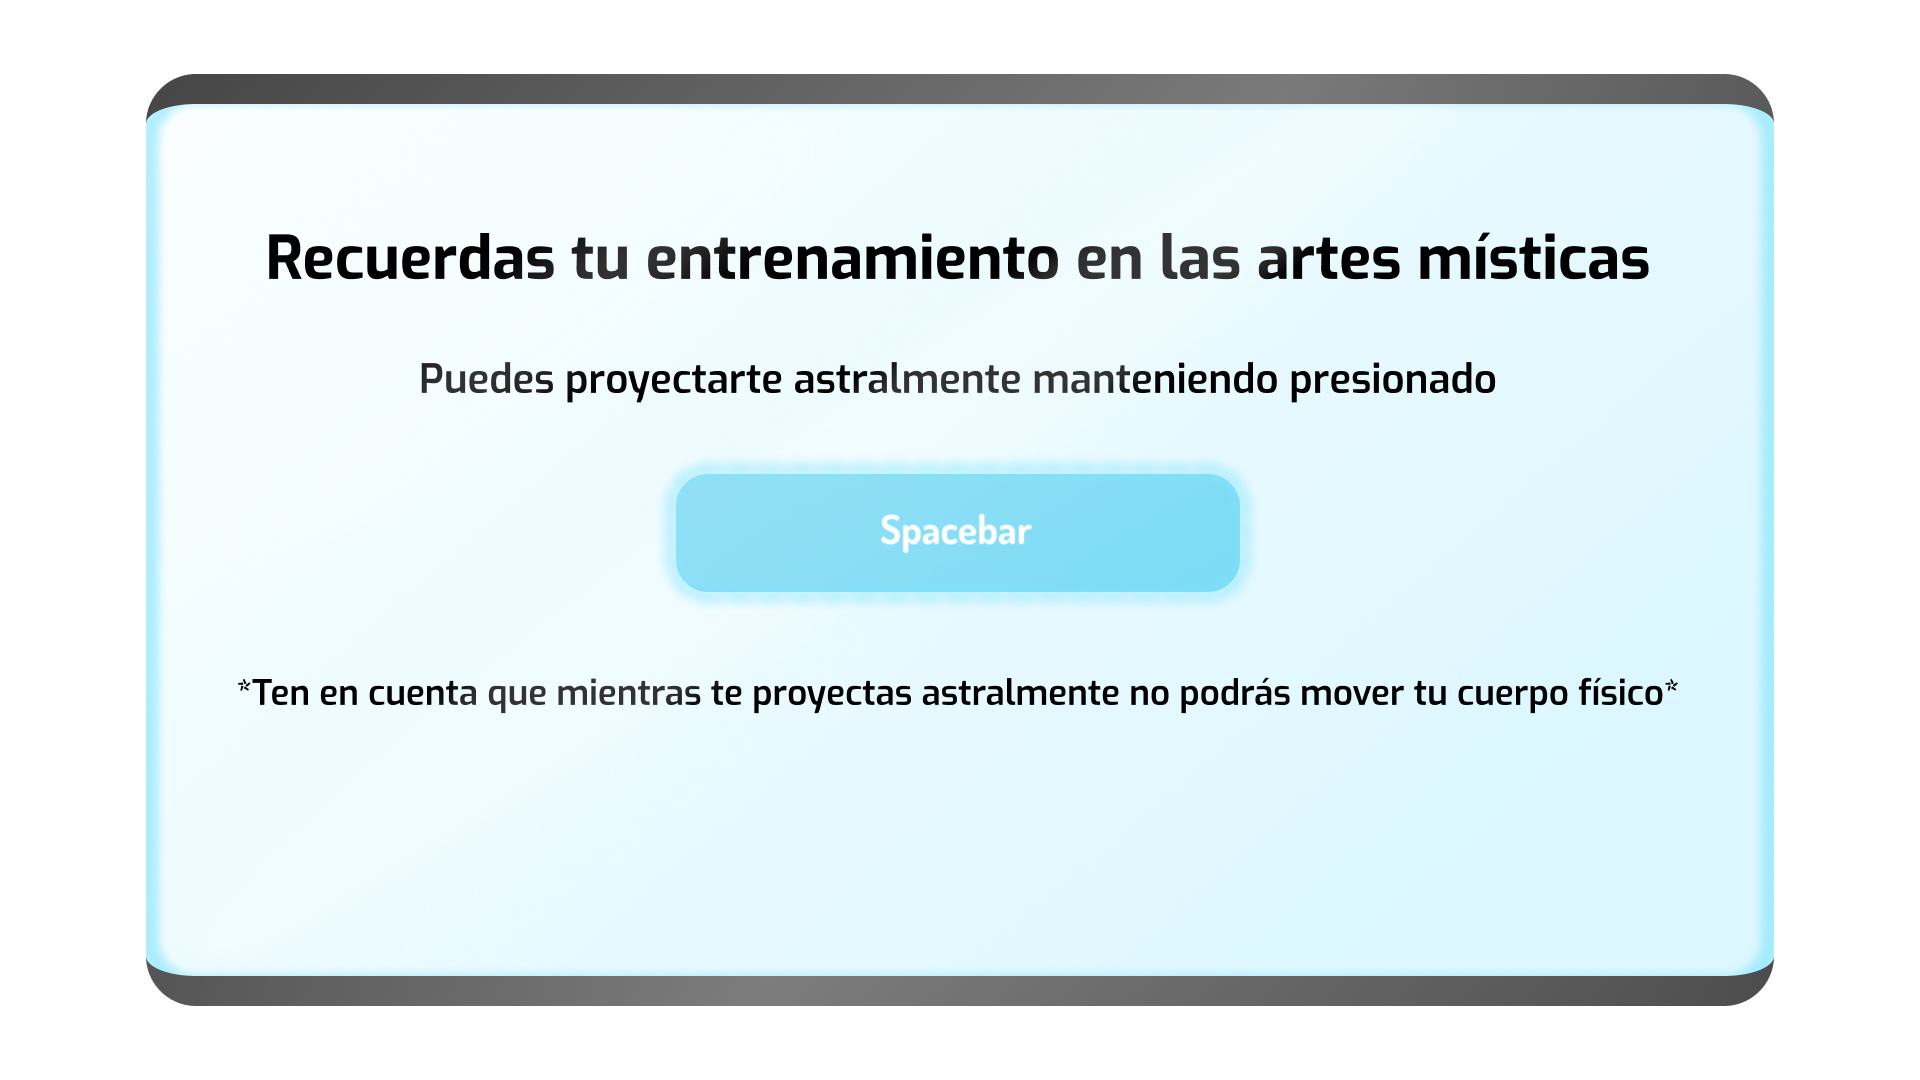 Recuerdas tu entrenamiento en las artes místicas
Puedes proyectarte astralmente manteniendo presionado
Spacebar
*Ten en cuenta que mientras te proyectas astralmente no podrás mover tu cuerpo físico*